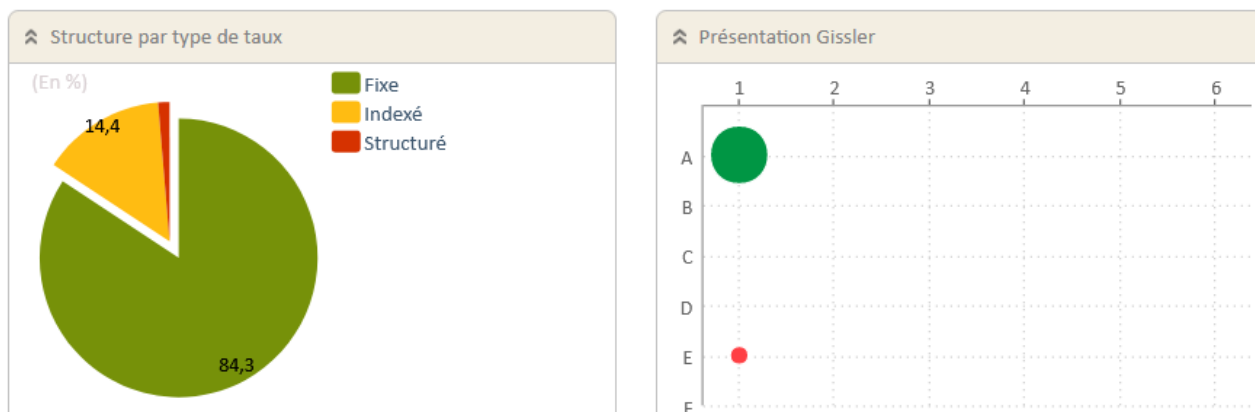 Structure par type de taux
(En %)
Fixe
Indexé
Structuré
14,4
84,3
Présentation Gissler
1 2 3 4 5 6
A
B
C
D
E
F